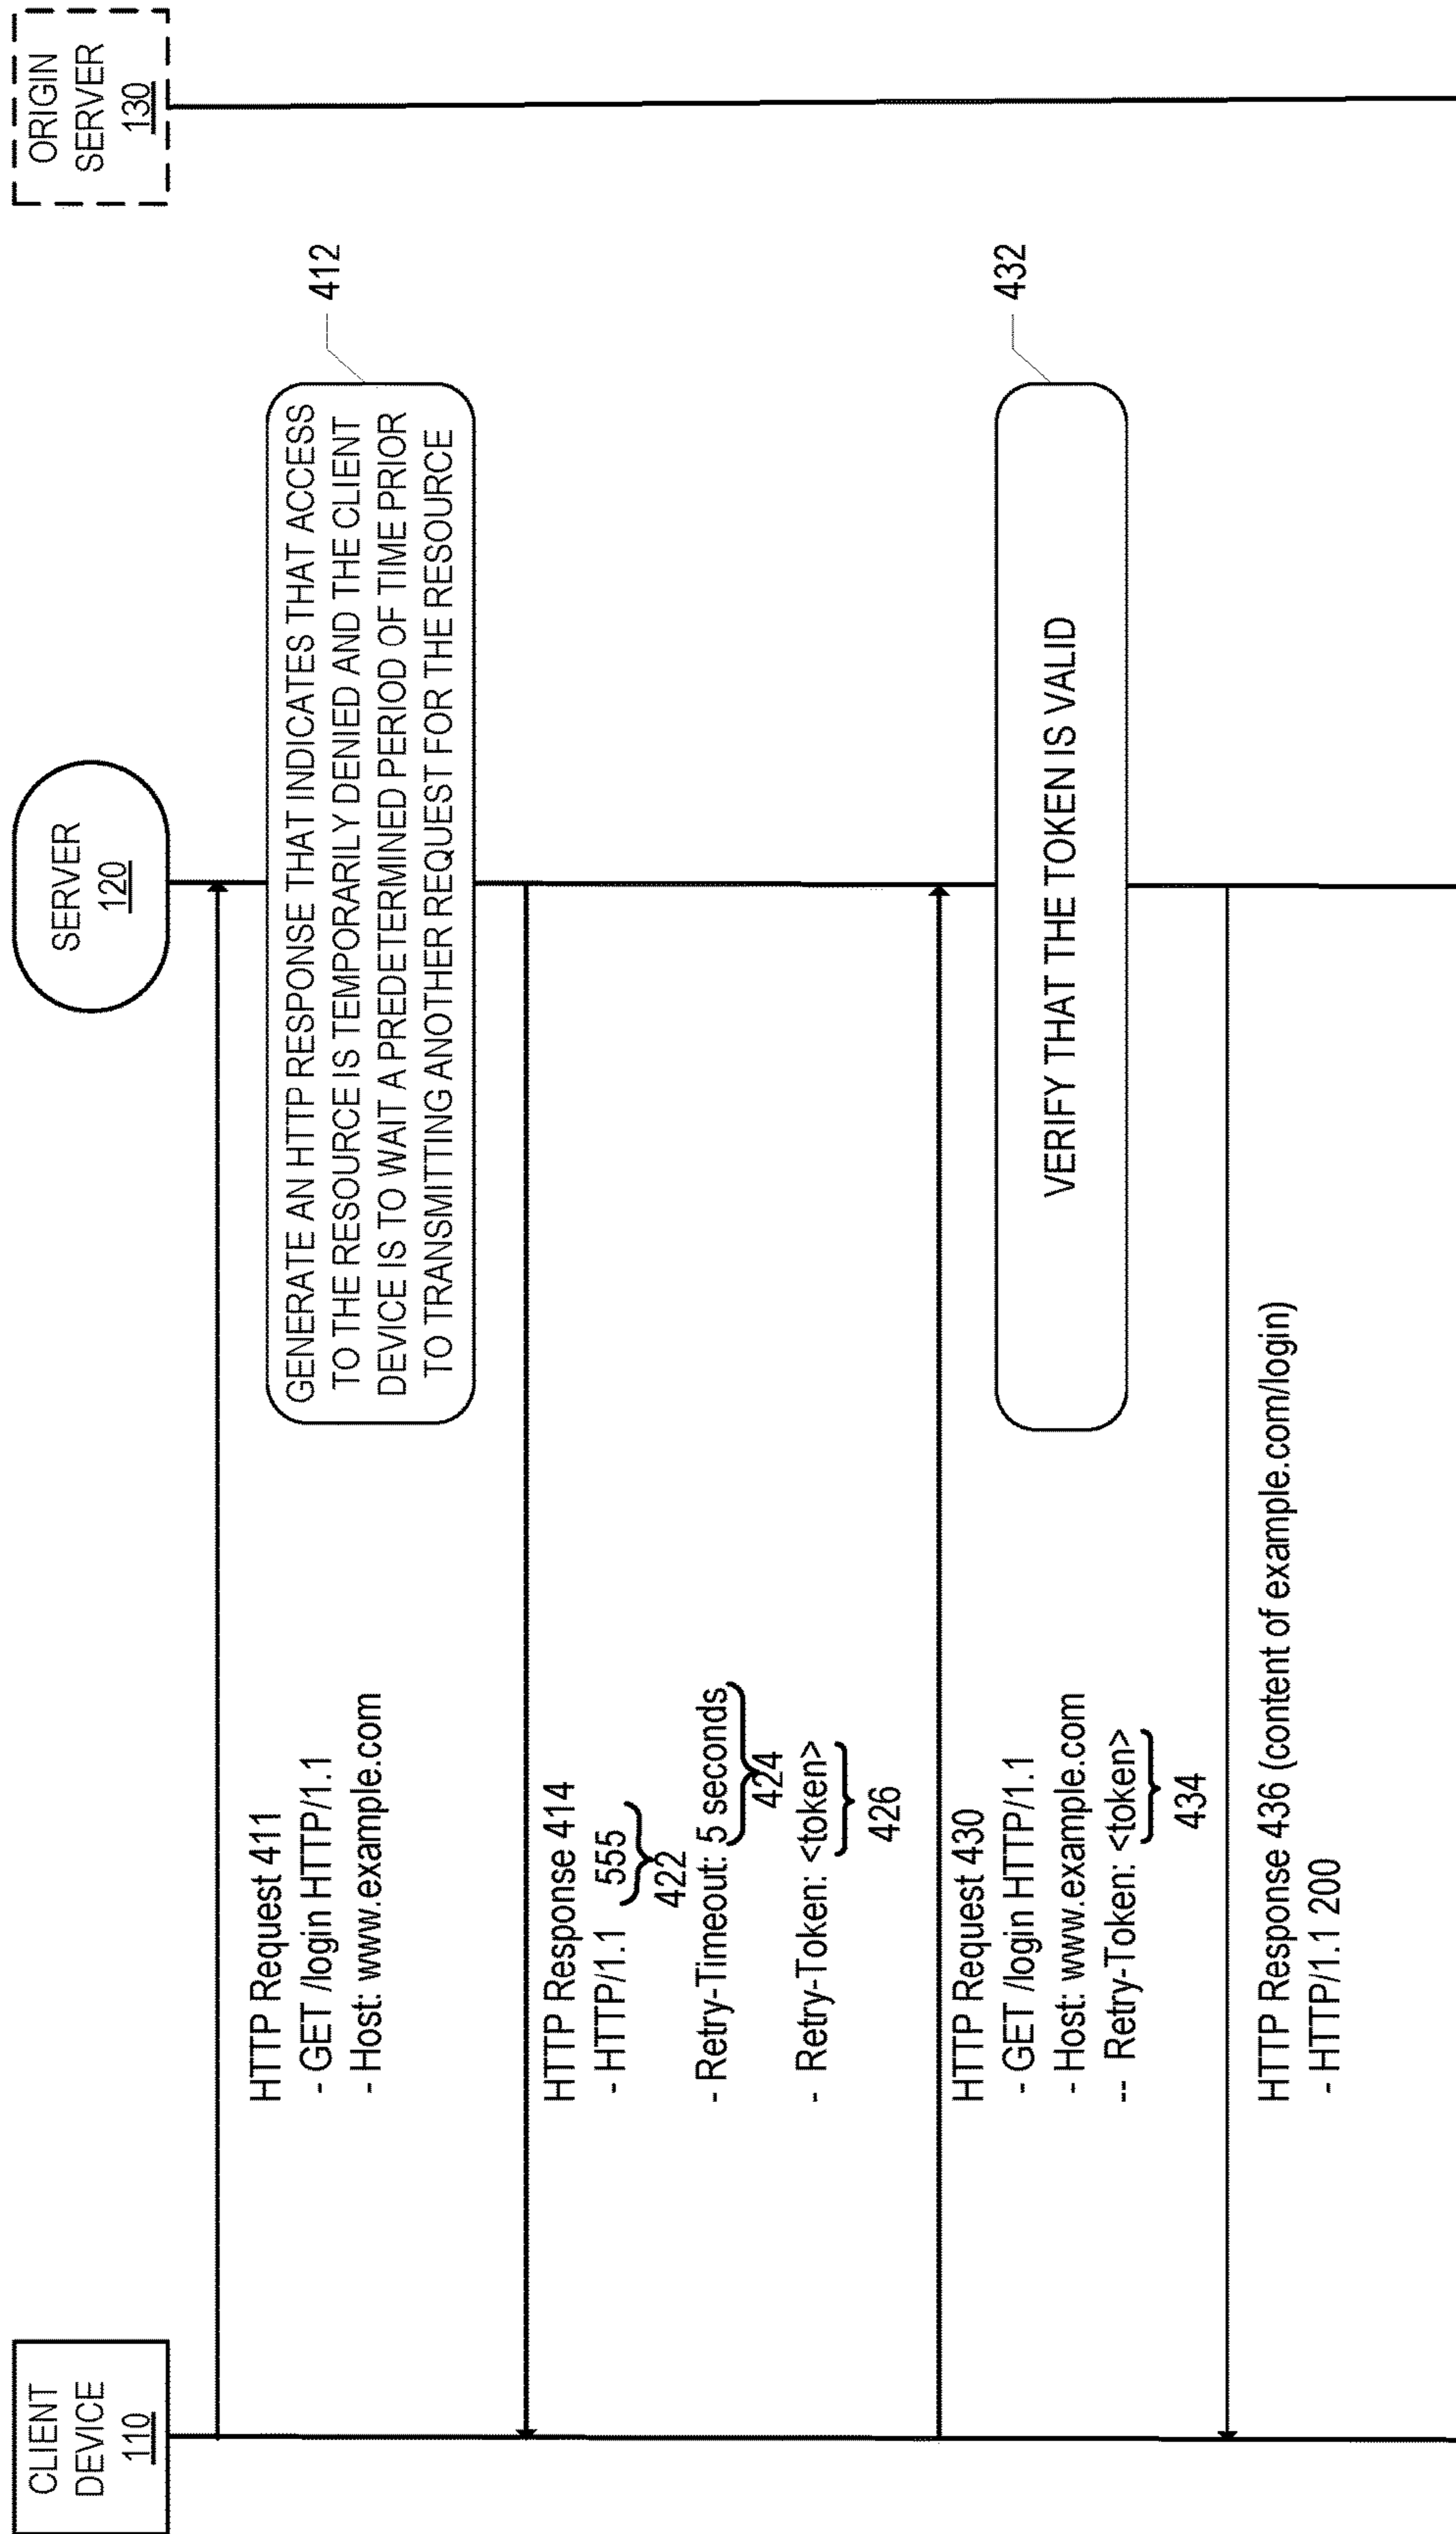 CLIENT
DEVICE
110
SERVER
120
ORIGIN
SERVER
130
HTTP Request 411
- GET /login HTTP/1.1
- Host: www.example.com
GENERATE AN HTTP RESPONSE THAT INDICATES THAT ACCESS
TO THE RESOURCE IS TEMPORARILY DENIED AND THE CLIENT
DEVICE IS TO WAIT A PREDETERMINED PERIOD OF TIME PRIOR
TO TRANSMITTING ANOTHER REQUEST FOR THE RESOURCE
412
HTTP Response 414
- HTTP/1.1 555
422
- Retry-Timeout: 5 seconds
424
- Retry-Token: <token>
426
HTTP Request 430
- GET /login HTTP/1.1
- Host: www.example.com
-- Retry-Token: <token>
434
VERIFY THAT THE TOKEN IS VALID
432
HTTP Response 436 (content of example.com/login)
- HTTP/1.1 200